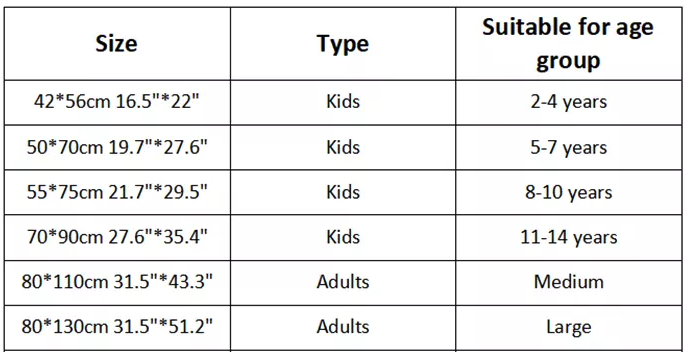 Size Type Suitable for age
group
42*56cm 16.5"*22" Kids 2-4 years
50*70cm 19.7"*27.6" Kids 5-7 years
55*75cm 21.7"*29.5" Kids 8-10 years
70*90cm 27.6"*35.4" Kids 11-14 years
80*110cm 31.5"*43.3" Adults Medium
80*130cm 31.5"*51.2" Adults Large